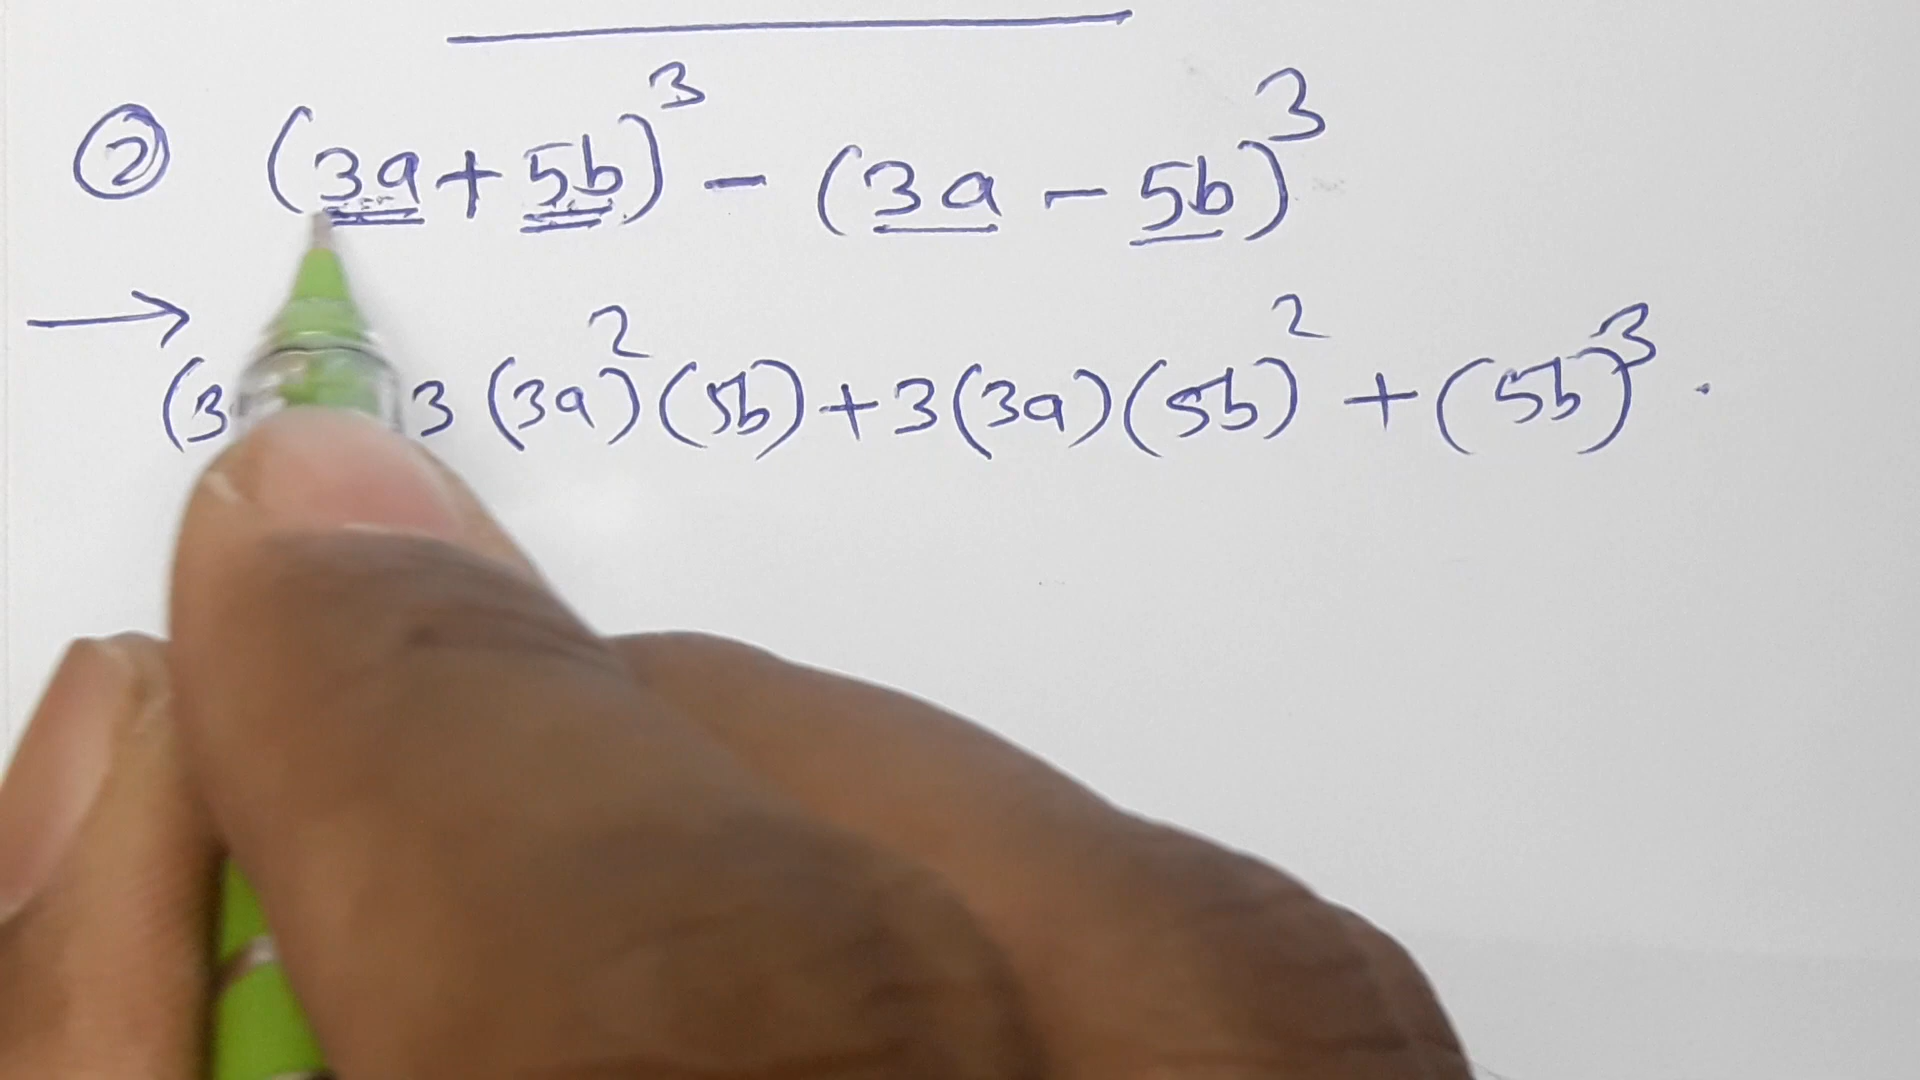 ② (3a + 5b)³ - (3a - 5b)³
→ (3 3 (3a)² (5b) + 3 (3a) (5b)² + (5b)³ .